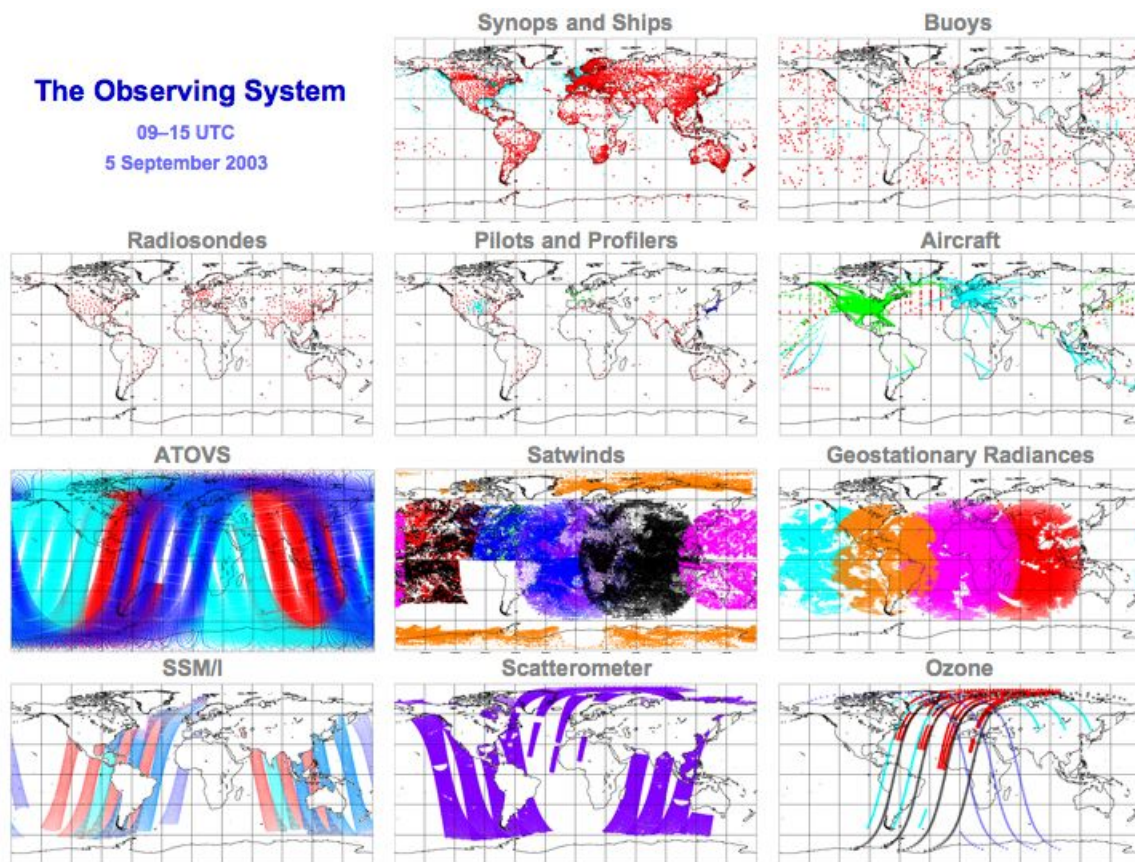 The Observing System
09–15 UTC
5 September 2003
Synops and Ships
Buoys
Radiosondes
Pilots and Profilers
Aircraft
ATOVS
Satwinds
Geostationary Radiances
SSM/I
Scatterometer
Ozone